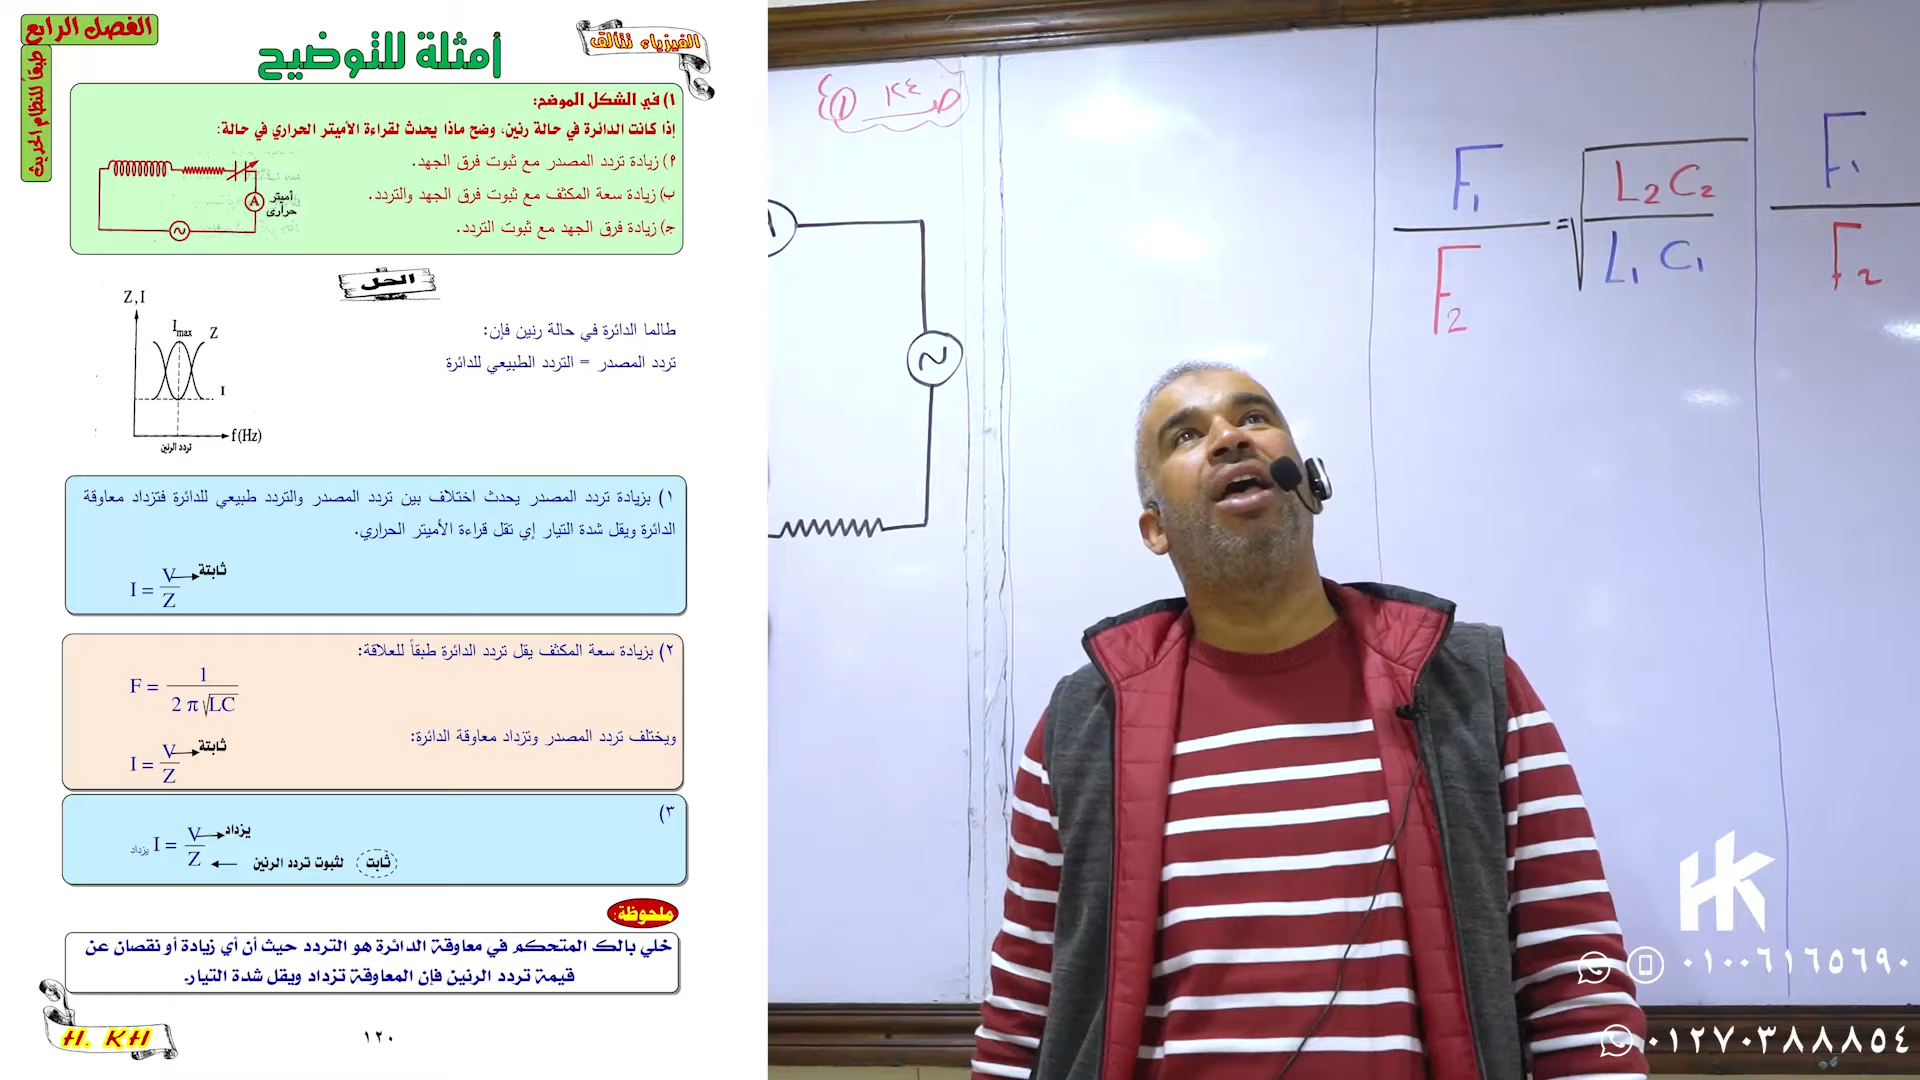 الفصل الرابع
طبقاً للنظام الحديث
الفيزياء نتألق
أمثلة للتوضيح
١) في الشكل الموضح:
إذا كانت الدائرة في حالة رنين، وضح ماذا يحدث لقراءة الأميتر الحراري في حالة:
أ) زيادة تردد المصدر مع ثبوت فرق الجهد.
ب) زيادة سعة المكثف مع ثبوت فرق الجهد والتردد.
ج) زيادة فرق الجهد مع ثبوت التردد.
A
أميتر
حرارى
الحل
طالما الدائرة في حالة رنين فإن:
تردد المصدر = التردد الطبيعي للدائرة
Z, I
Imax
Z
I
f(Hz)
تردد الرنين
١) بزيادة تردد المصدر يحدث اختلاف بين تردد المصدر والتردد طبيعي للدائرة فتزداد معاوقة
الدائرة ويقل شدة التيار إي تقل قراءة الأميتر الحراري.
I = V/Z ثابتة
٢) بزيادة سعة المكثف يقل تردد الدائرة طبقاً للعلاقة:
F = 1/(2 π √LC)
ويختلف تردد المصدر وتزداد معاوقة الدائرة:
I = V/Z ثابتة
٣)
يزداد I = V/Z يزداد
ثابت لثبوت تردد الرنين
ملحوظة:
خلي بالك المتحكم في معاوقة الدائرة هو التردد حيث أن أي زيادة أو نقصان عن
قيمة تردد الرنين فإن المعاوقة تزداد ويقل شدة التيار.
H. KH
١٢٠
ص ٢٤
F₁/F₂ = √(L₂C₂/L₁C₁)
F₁/F₂
HK
٠١٠٠٦١٦٥٦٩٠
٠١٢٧٠٣٨٨٨٥٤